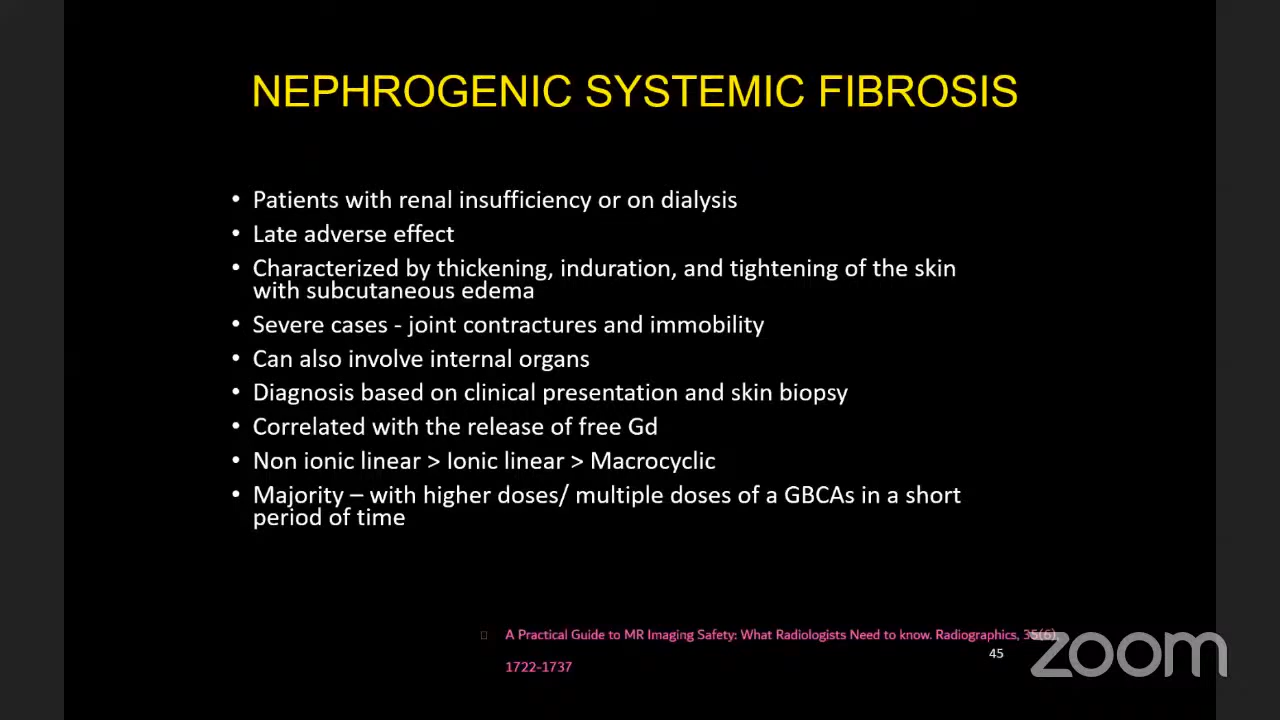 NEPHROGENIC SYSTEMIC FIBROSIS
• Patients with renal insufficiency or on dialysis
• Late adverse effect
• Characterized by thickening, induration, and tightening of the skin
with subcutaneous edema
• Severe cases - joint contractures and immobility
• Can also involve internal organs
• Diagnosis based on clinical presentation and skin biopsy
• Correlated with the release of free Gd
• Non ionic linear > Ionic linear > Macrocyclic
• Majority – with higher doses/ multiple doses of a GBCAs in a short
period of time
A Practical Guide to MR Imaging Safety: What Radiologists Need to know. Radiographics, 35(6),
1722-1737
45
zoom